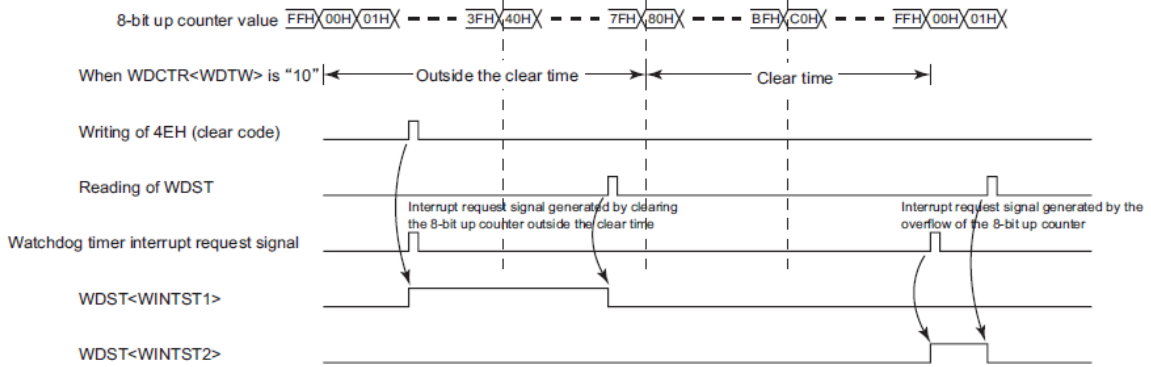 8-bit up counter value FFH 00H 01H 3FH 40H 7FH 80H BFH C0H FFH 00H 01H
When WDCTR<WDTW> is “10” Outside the clear time Clear time
Writing of 4EH (clear code)
Reading of WDST
Interrupt request signal generated by clearing
the 8-bit up counter outside the clear time
Interrupt request signal generated by the
overflow of the 8-bit up counter
Watchdog timer interrupt request signal
WDST<WINTST1>
WDST<WINTST2>